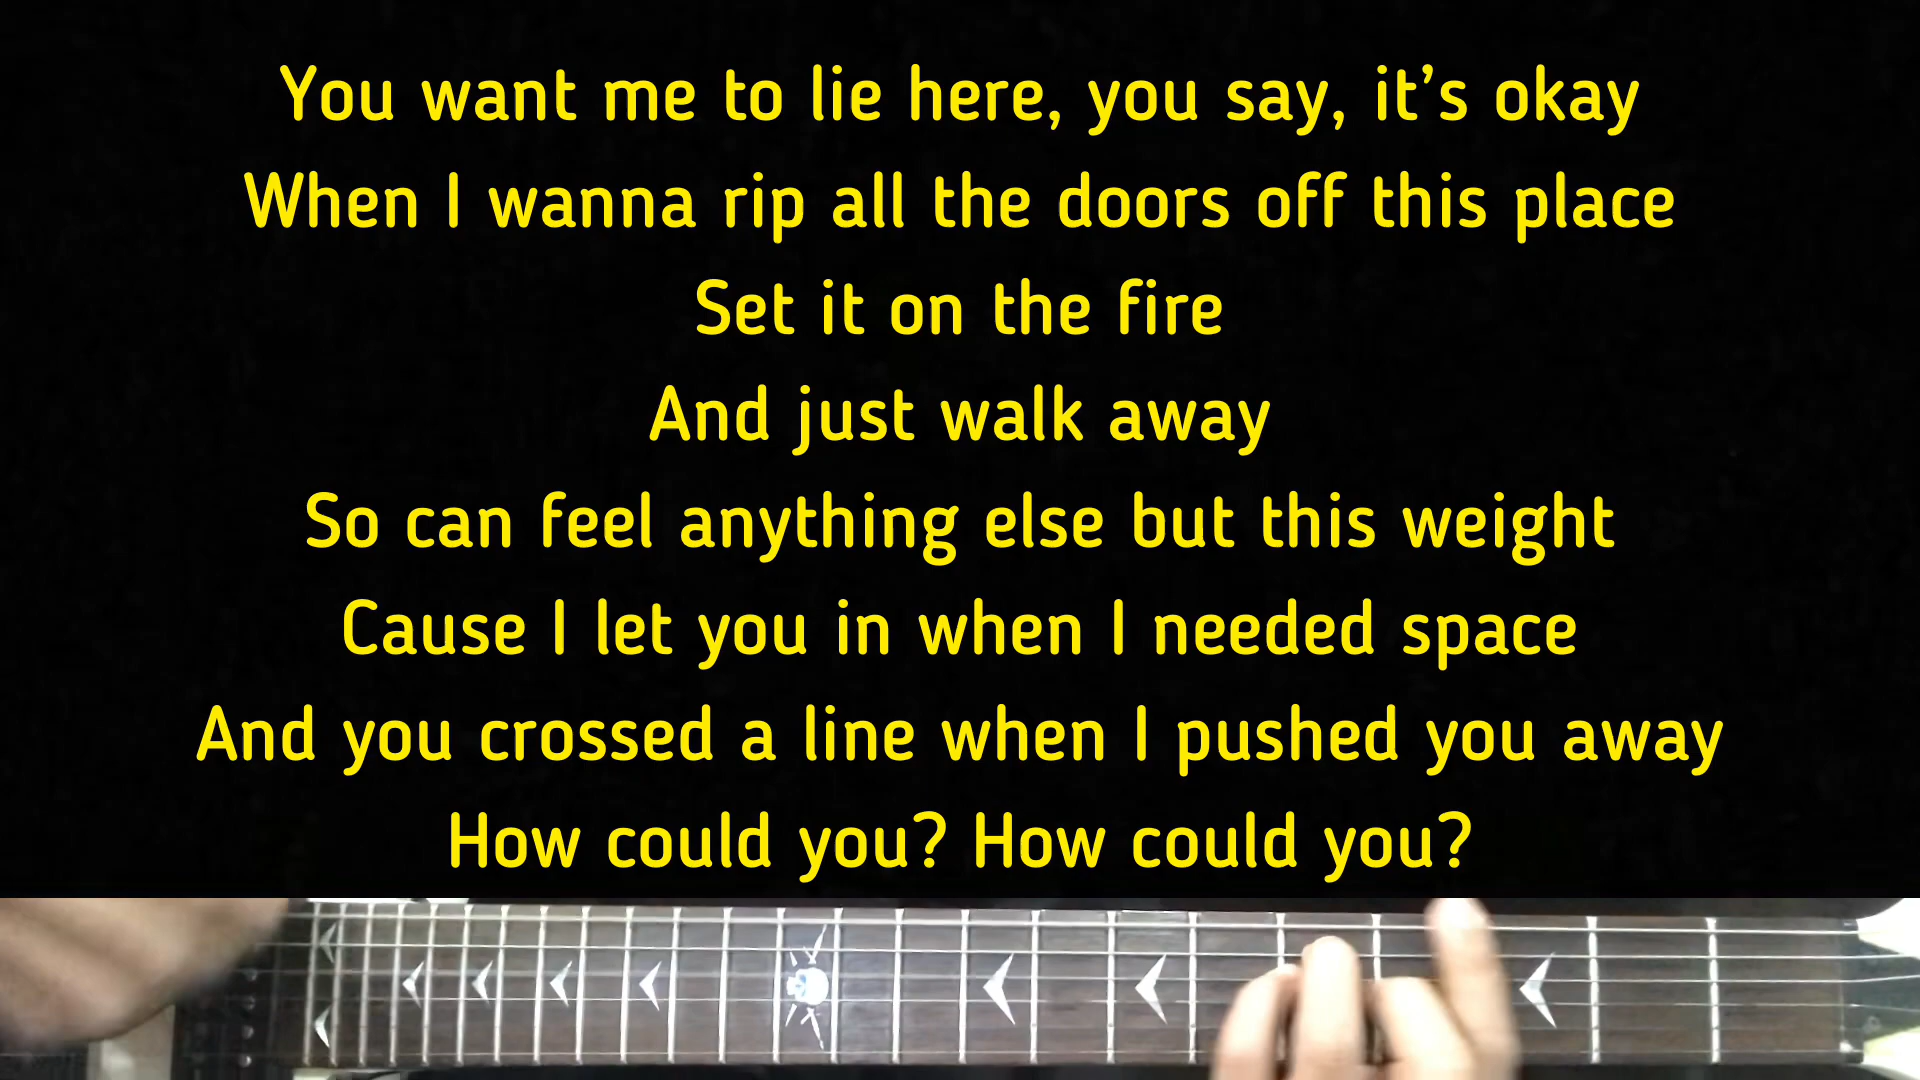 You want me to lie here, you say, it’s okay
When I wanna rip all the doors off this place
Set it on the fire
And just walk away
So can feel anything else but this weight
Cause I let you in when I needed space
And you crossed a line when I pushed you away
How could you? How could you?